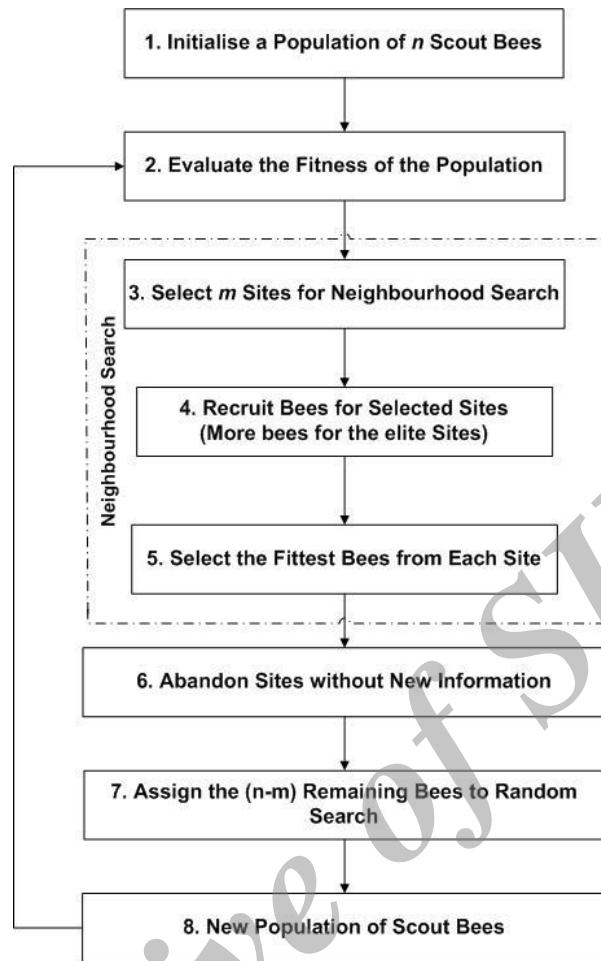 1. Initialise a Population of n Scout Bees
2. Evaluate the Fitness of the Population
Neighbourhood Search
3. Select m Sites for Neighbourhood Search
4. Recruit Bees for Selected Sites
(More bees for the elite Sites)
5. Select the Fittest Bees from Each Site
6. Abandon Sites without New Information
7. Assign the (n-m) Remaining Bees to Random
Search
8. New Population of Scout Bees
ive of